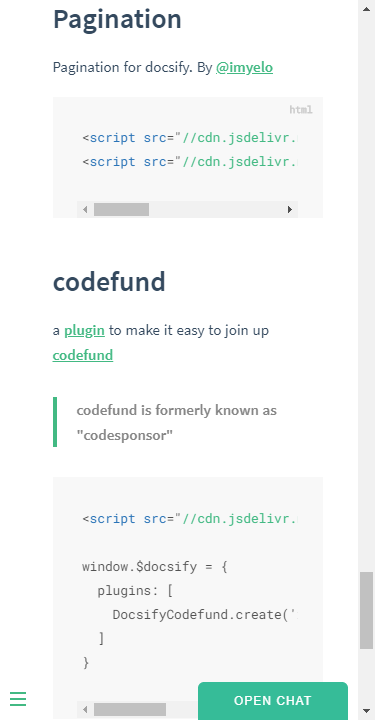 Pagination
Pagination for docsify. By @imyelo
html
<script src="//cdn.jsdelivr.
<script src="//cdn.jsdelivr.
codefund
a plugin to make it easy to join up
codefund
codefund is formerly known as
"codesponsor"
<script src="//cdn.jsdelivr.
window.$docsify = {
plugins: [
DocsifyCodefund.create('
]
}
OPEN CHAT